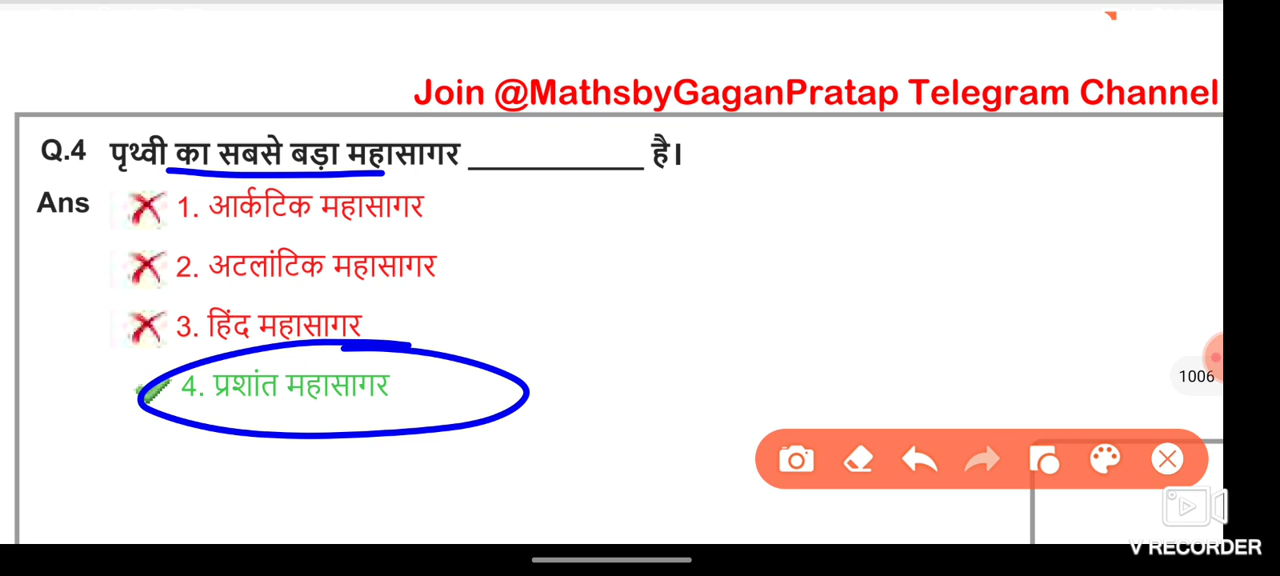 Join @MathsbyGaganPratap Telegram Channel
Q.4 पृथ्वी का सबसे बड़ा महासागर ___________ है।
Ans 1. आर्कटिक महासागर
2. अटलांटिक महासागर
3. हिंद महासागर
4. प्रशांत महासागर
1006
V RECORDER